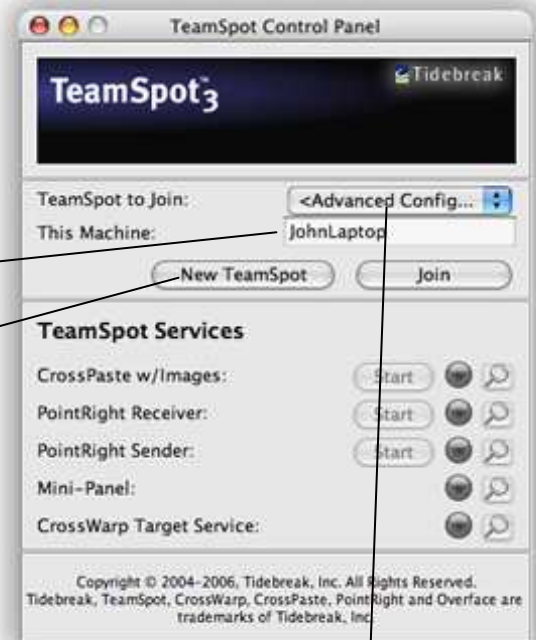 TeamSpot Control Panel
Tidebreak
TeamSpot™3
TeamSpot to Join: <Advanced Config...
This Machine: JohnLaptop
New TeamSpot Join
TeamSpot Services
CrossPaste w/Images: Start
PointRight Receiver: Start
PointRight Sender: Start
Mini-Panel:
CrossWarp Target Service:
Copyright © 2004-2006, Tidebreak, Inc. All Rights Reserved.
Tidebreak, TeamSpot, CrossWarp, CrossPaste, PointRight and Overface are
trademarks of Tidebreak, Inc.